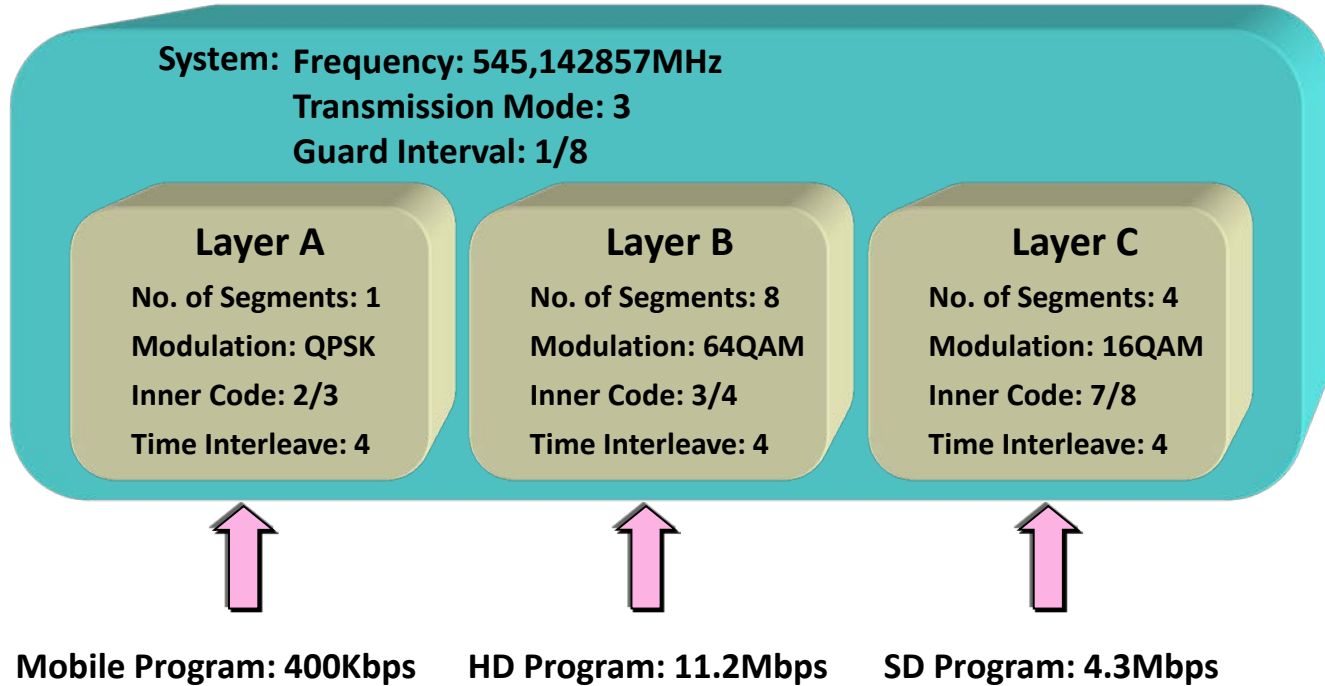 System: Frequency: 545,142857MHz
Transmission Mode: 3
Guard Interval: 1/8
Layer A
No. of Segments: 1
Modulation: QPSK
Inner Code: 2/3
Time Interleave: 4
Layer B
No. of Segments: 8
Modulation: 64QAM
Inner Code: 3/4
Time Interleave: 4
Layer C
No. of Segments: 4
Modulation: 16QAM
Inner Code: 7/8
Time Interleave: 4
Mobile Program: 400Kbps
HD Program: 11.2Mbps
SD Program: 4.3Mbps